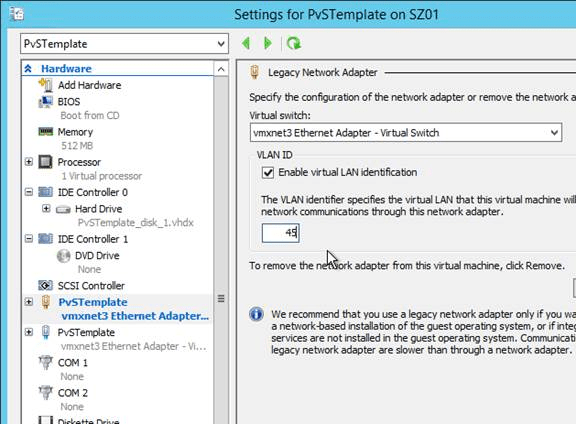 Settings for PvSTemplate on SZ01
PvSTemplate
Hardware
Add Hardware
BIOS
Boot from CD
Memory
512 MB
Processor
1 Virtual processor
IDE Controller 0
Hard Drive
PvSTemplate_disk_1.vhdx
IDE Controller 1
DVD Drive
None
SCSI Controller
PvSTemplate
vmxnet3 Ethernet Adapter...
PvSTemplate
vmxnet3 Ethernet Adapter - Vi...
COM 1
None
COM 2
None
Diskette Drive
Legacy Network Adapter
Specify the configuration of the network adapter or remove the network a
Virtual switch:
vmxnet3 Ethernet Adapter - Virtual Switch
VLAN ID
Enable virtual LAN identification
The VLAN identifier specifies the virtual LAN that this virtual machine will
network communications through this network adapter.
45
To remove the network adapter from this virtual machine, click Remove.
We recommend that you use a legacy network adapter only if you wa
a network-based installation of the guest operating system, or if integ
services are not installed in the guest operating system. Communicatio
legacy network adapter are slower than through a network adapter.